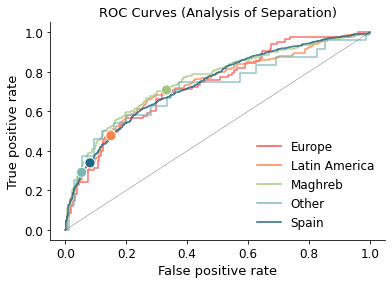 ROC Curves (Analysis of Separation)
1.0
0.8
0.6
0.4
0.2
0.0
True positive rate
Europe
Latin America
Maghreb
Other
Spain
0.0 0.2 0.4 0.6 0.8 1.0
False positive rate